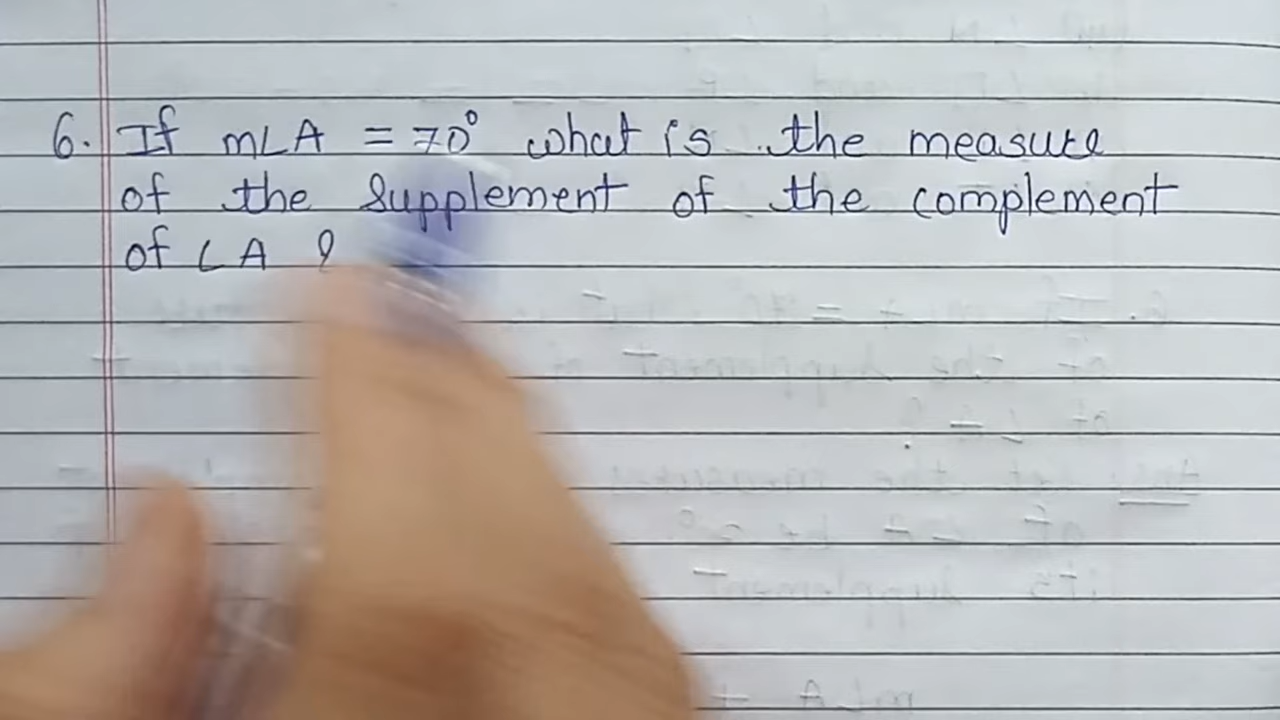 6. If m∠A = 70° what is the measure
of the supplement of the complement
of ∠A ?